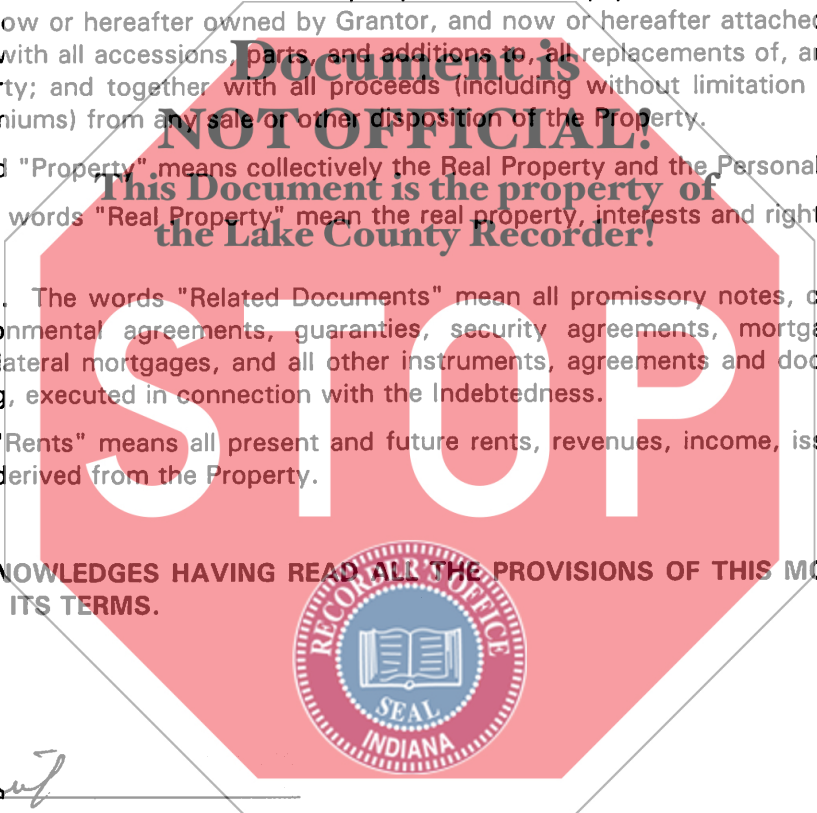 ow or hereafter owned by Grantor, and now or hereafter attached
with all accessions, parts, and additions to, all replacements of, an
rty; and together with all proceeds (including without limitation
niums) from any sale or other disposition of the Property.
Document is
NOT OFFICIAL!
This Document is the property of
the Lake County Recorder!
d "Property" means collectively the Real Property and the Personal
words "Real Property" mean the real property, interests and right
. The words "Related Documents" mean all promissory notes, c
onmental agreements, guaranties, security agreements, mortga
lateral mortgages, and all other instruments, agreements and doc
g, executed in connection with the Indebtedness.
"Rents" means all present and future rents, revenues, income, iss
derived from the Property.
STOP
NOWLEDGES HAVING READ ALL THE PROVISIONS OF THIS MO
ITS TERMS.
RECORDER'S OFFICE
SEAL
INDIANA